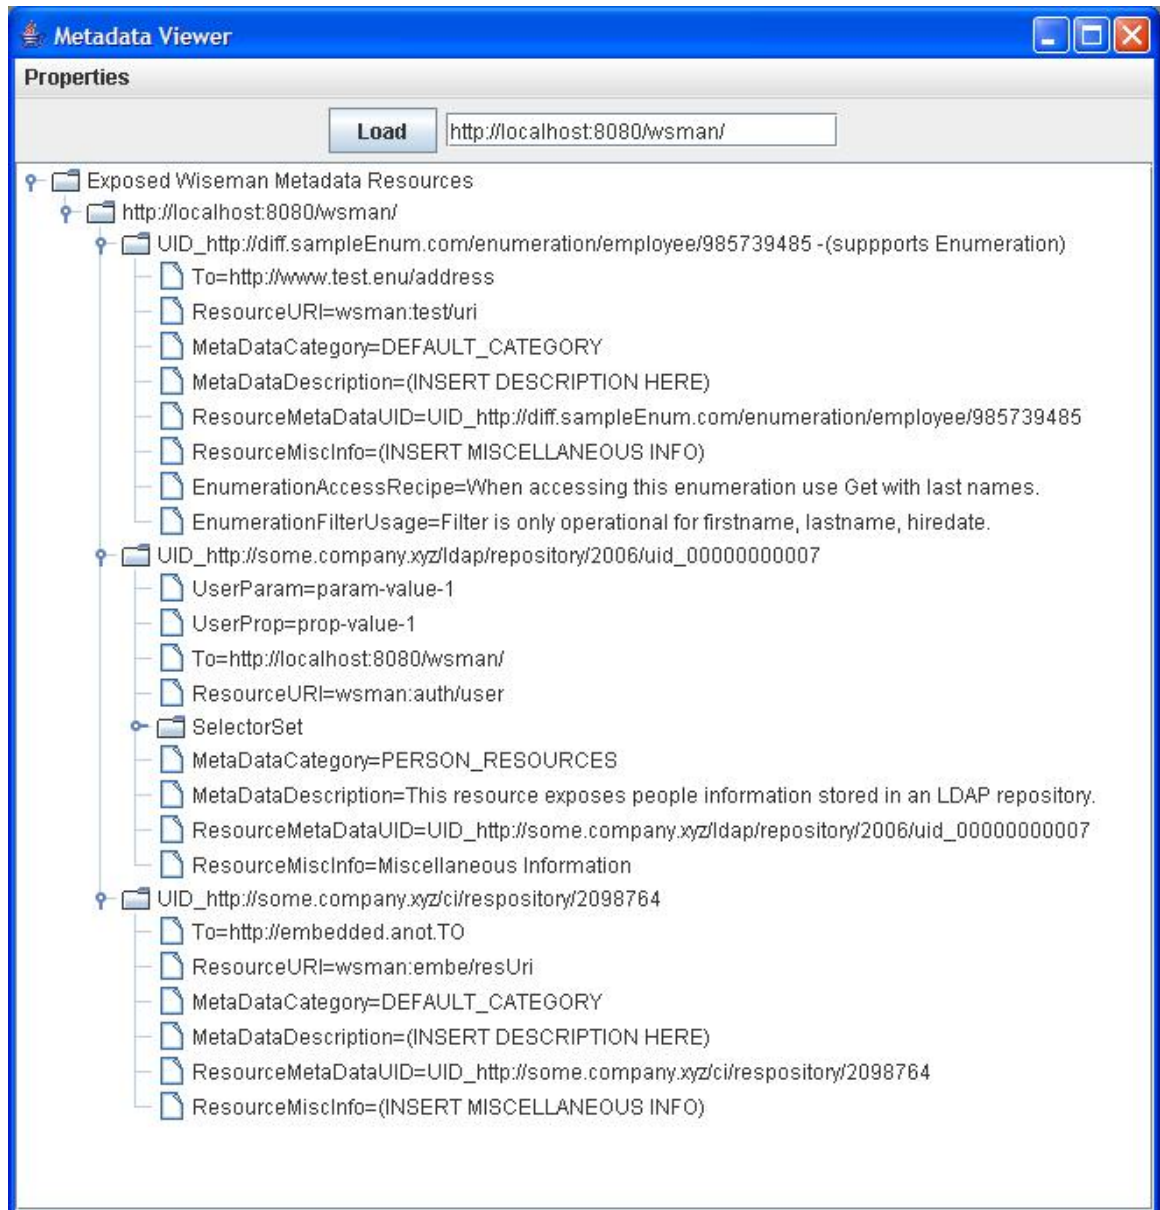 Metadata Viewer
Properties
Load http://localhost:8080/wsman/
Exposed Wiseman Metadata Resources
http://localhost:8080/wsman/
UID_http://diff.sampleEnum.com/enumeration/employee/985739485 -(suppports Enumeration)
To=http://www.test.enu/address
ResourceURI=wsman:test/uri
MetaDataCategory=DEFAULT_CATEGORY
MetaDataDescription=(INSERT DESCRIPTION HERE)
ResourceMetaDataUID=UID_http://diff.sampleEnum.com/enumeration/employee/985739485
ResourceMiscInfo=(INSERT MISCELLANEOUS INFO)
EnumerationAccessRecipe=When accessing this enumeration use Get with last names.
EnumerationFilterUsage=Filter is only operational for firstname, lastname, hiredate.
UID_http://some.company.xyz/ldap/repository/2006/uid_00000000007
UserParam=param-value-1
UserProp=prop-value-1
To=http://localhost:8080/wsman/
ResourceURI=wsman:auth/user
SelectorSet
MetaDataCategory=PERSON_RESOURCES
MetaDataDescription=This resource exposes people information stored in an LDAP repository.
ResourceMetaDataUID=UID_http://some.company.xyz/ldap/repository/2006/uid_00000000007
ResourceMiscInfo=Miscellaneous Information
UID_http://some.company.xyz/ci/respository/2098764
To=http://embedded.anot.TO
ResourceURI=wsman:embe/resUri
MetaDataCategory=DEFAULT_CATEGORY
MetaDataDescription=(INSERT DESCRIPTION HERE)
ResourceMetaDataUID=UID_http://some.company.xyz/ci/respository/2098764
ResourceMiscInfo=(INSERT MISCELLANEOUS INFO)